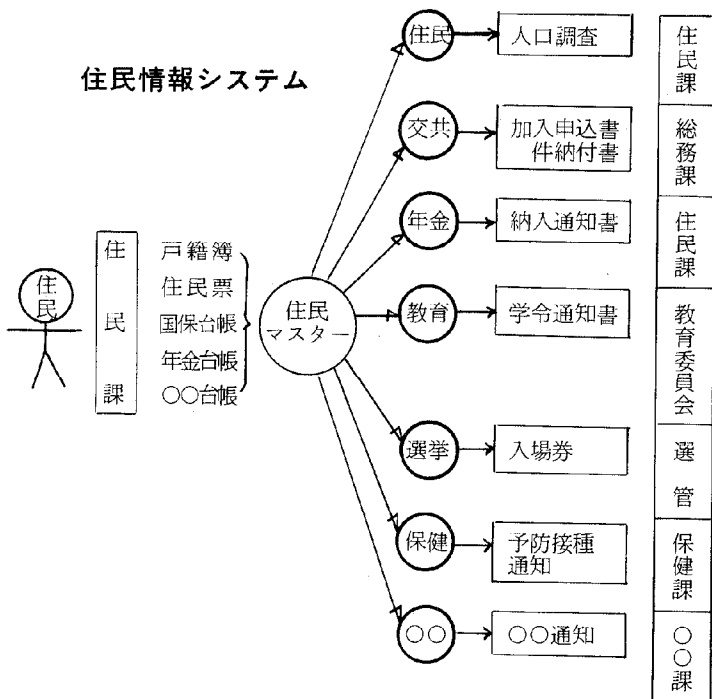 住民情報システム
住民
住民課
戸籍簿
住民票
国保台帳
年金台帳
○○台帳
住民
マスター
住民
人口調査
住民課
交共
加入申込書
件納付書
総務課
年金
納入通知書
住民課
教育
学令通知書
教育委員会
選挙
入場券
選管
保健
予防接種
通知
保健課
○○
○○通知
○○課